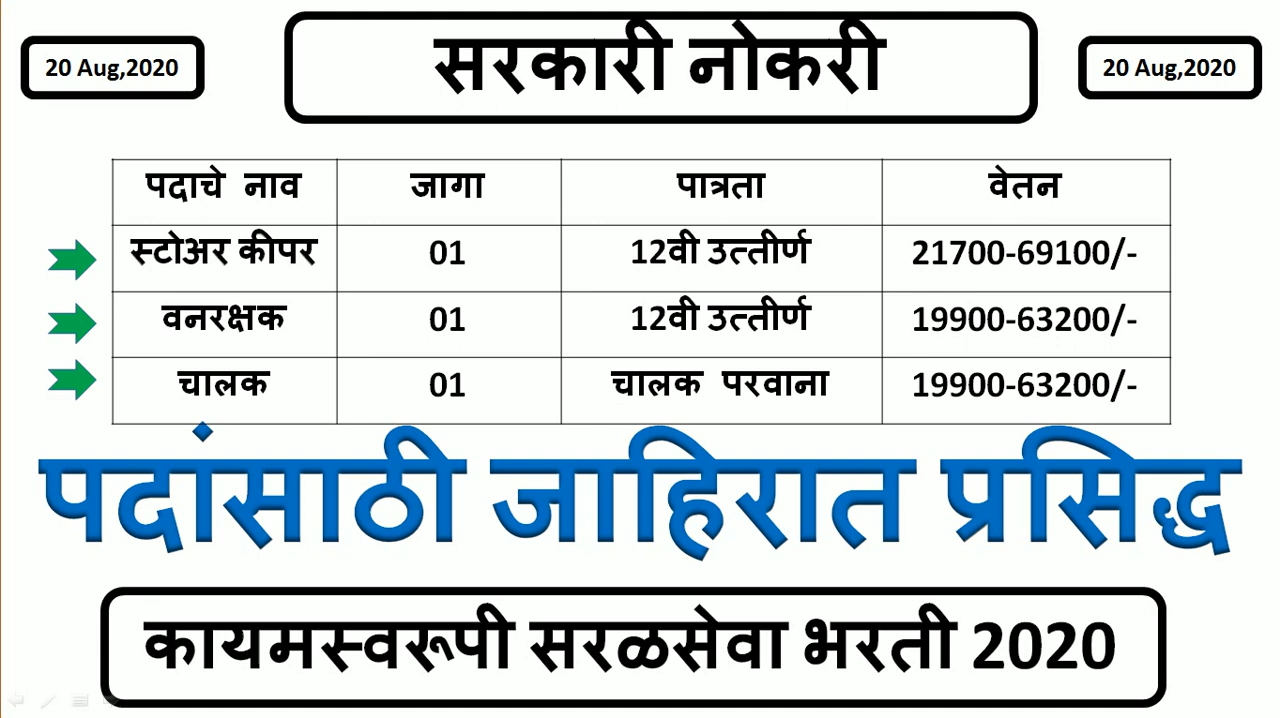 20 Aug,2020
सरकारी नोकरी
20 Aug,2020
पदाचे नाव जागा पात्रता वेतन
स्टोअर कीपर 01 12वी उत्तीर्ण 21700-69100/-
वनरक्षक 01 12वी उत्तीर्ण 19900-63200/-
चालक 01 चालक परवाना 19900-63200/-
पदांसाठी जाहिरात प्रसिद्ध
कायमस्वरूपी सरळसेवा भरती 2020